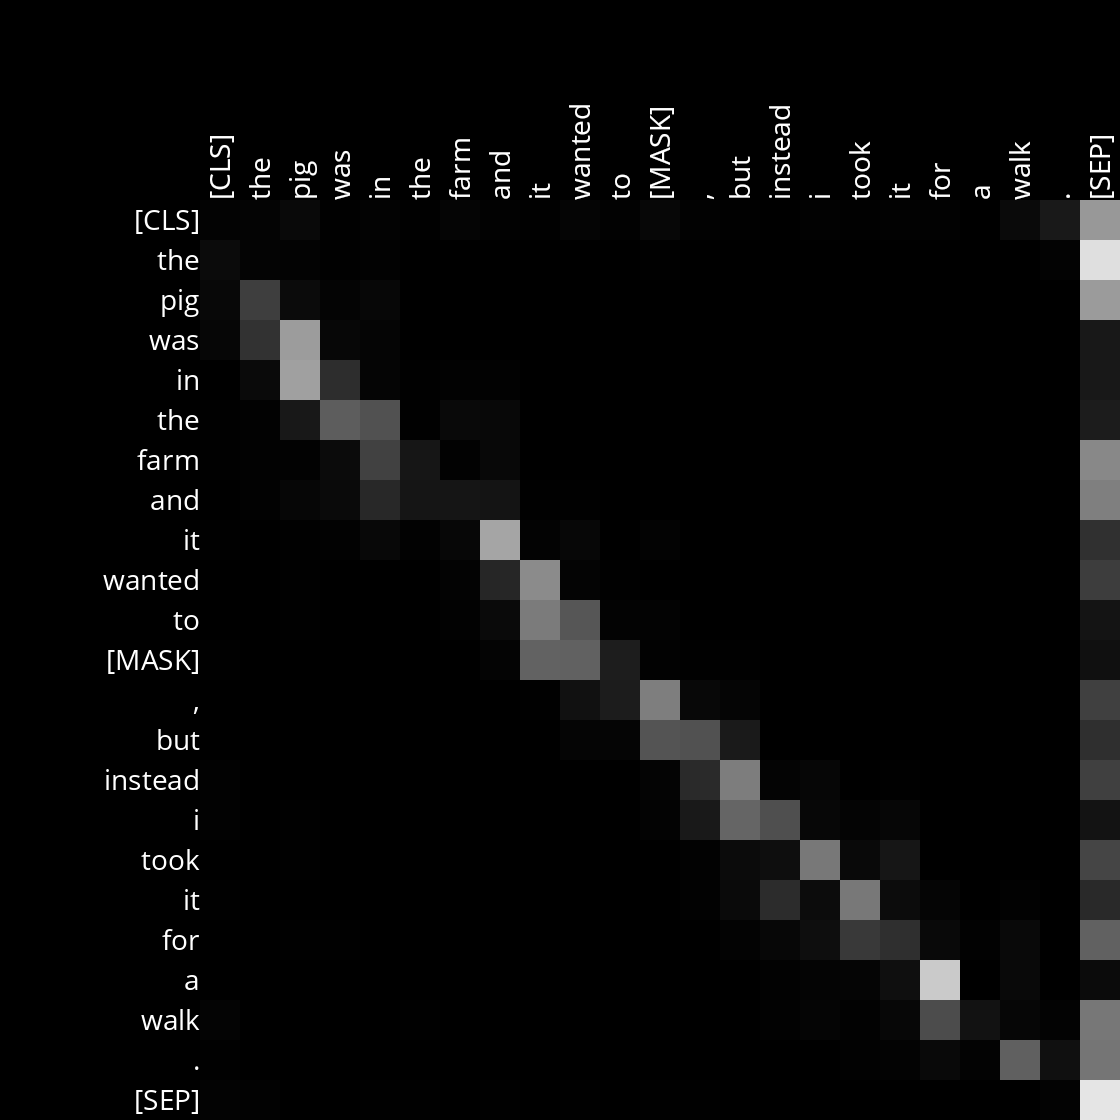 [CLS] the pig was in the farm and it wanted to [MASK] , but instead i took it for a walk . [SEP]
[CLS]
the
pig
was
in
the
farm
and
it
wanted
to
[MASK]
,
but
instead
i
took
it
for
a
walk
.
[SEP]